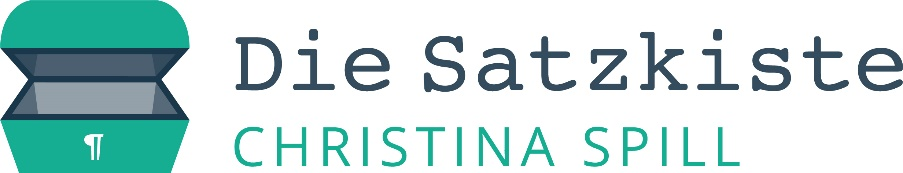 Die Satzkiste
CHRISTINA SPILL
¶